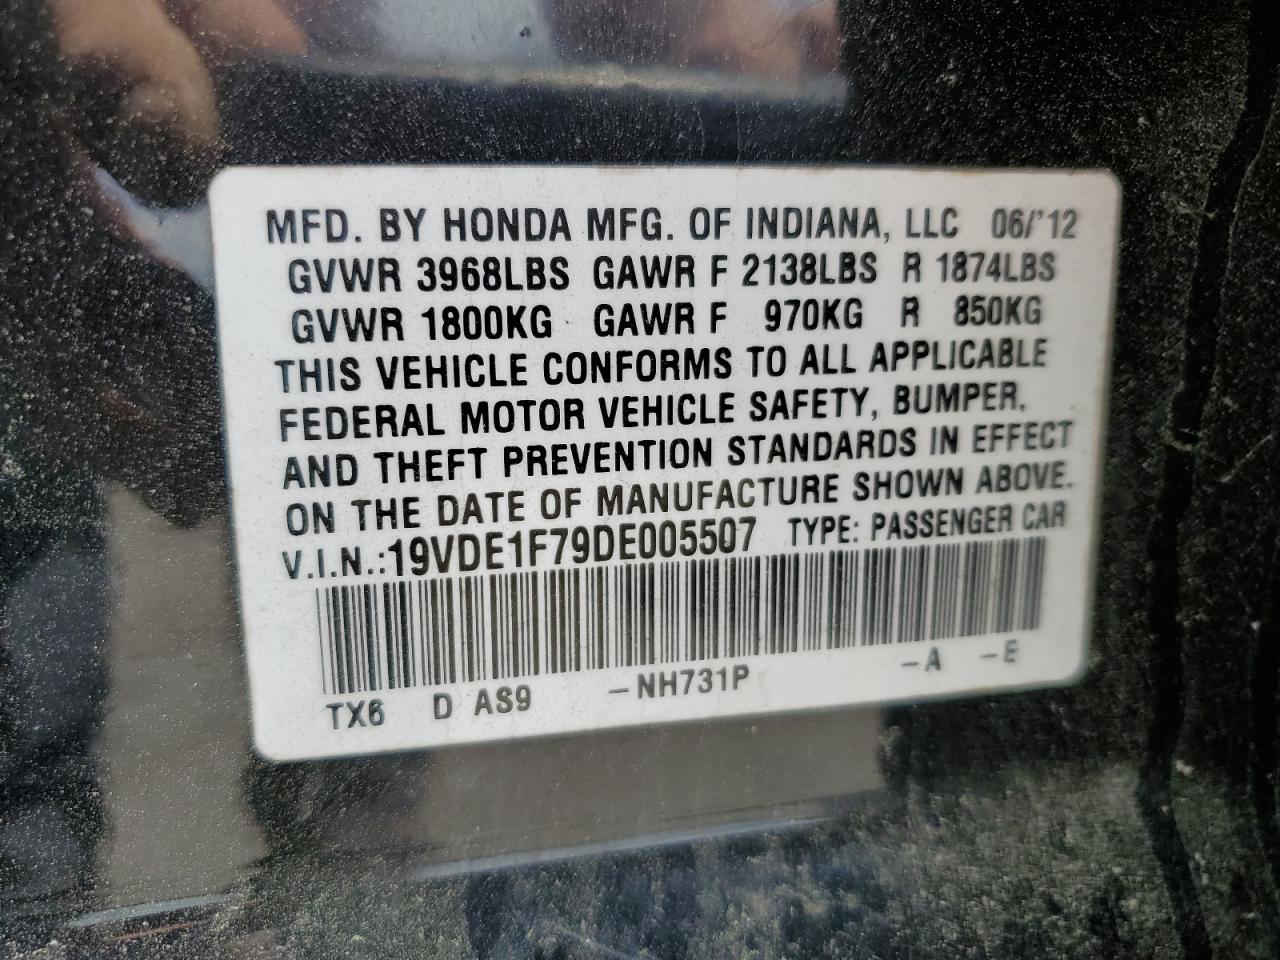 MFD. BY HONDA MFG. OF INDIANA, LLC 06/'12
GVWR 3968LBS GAWR F 2138LBS R 1874LBS
GVWR 1800KG GAWR F 970KG R 850KG
THIS VEHICLE CONFORMS TO ALL APPLICABLE
FEDERAL MOTOR VEHICLE SAFETY, BUMPER,
AND THEFT PREVENTION STANDARDS IN EFFECT
ON THE DATE OF MANUFACTURE SHOWN ABOVE.
V.I.N.:19VDE1F79DE005507 TYPE: PASSENGER CAR
TX6 D AS9 –NH731P –A –E